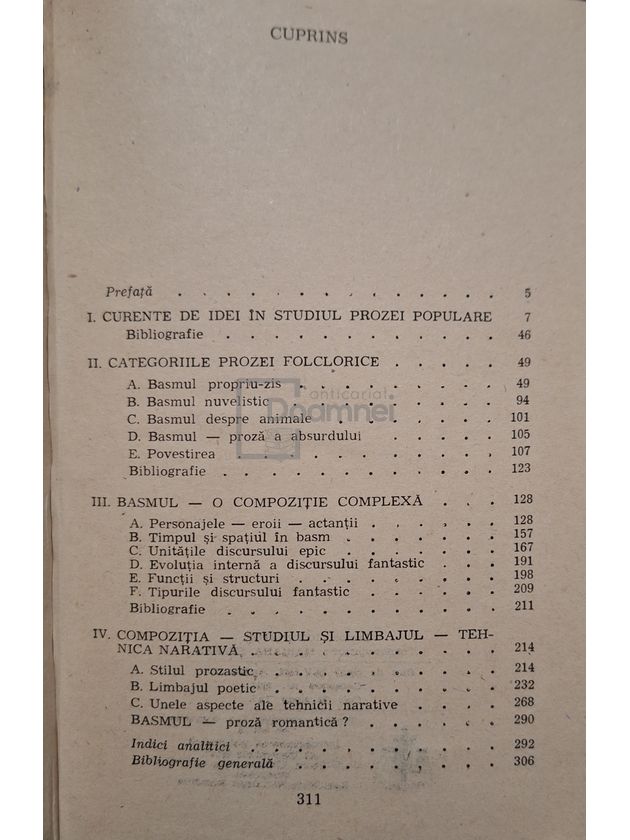 CUPRINS
Prefață . . . . . . . . . . . . . 5
I. CURENTE DE IDEI ÎN STUDIUL PROZEI POPULARE 7
Bibliografie . . . . . . . . . . . 46
II. CATEGORIILE PROZEI FOLCLORICE . . . . . 49
A. Basmul propriu-zis . . . . . . . . . 49
anticariat
B. Basmul nuvelistic . . . . . . . . . 94
Doamnei
C. Basmul despre animale . . . . . . . 101
D. Basmul — proză a absurdului . . . . . 105
E. Povestirea . . . . . . . . . . . 107
Bibliografie . . . . . . . . . . . 123
III. BASMUL — O COMPOZIȚIE COMPLEXĂ . . . 128
A. Personajele — eroii — actanții . . . . . . 128
B. Timpul și spațiul în basm . . . . . . . 157
C. Unitățile discursului epic . . . . . . . 167
D. Evoluția internă a discursului fantastic . . . 191
E. Funcții și structuri . . . . . . . . . 198
F. Tipurile discursului fantastic . . . . . . 209
Bibliografie . . . . . . . . . . . 211
IV. COMPOZIȚIA — STUDIUL ȘI LIMBAJUL — TEH-
NICA NARATIVĂ . . . . . . . . . . . 214
A. Stilul prozastic . . . . . . . . . . 214
B. Limbajul poetic . . . . . . . . . . 232
C. Unele aspecte ale tehnicii narative . . . . 268
BASMUL — proză romantică ? . . . . . . 290
Indici analitici . . . . . . . . . . . 292
Bibliografie generală . . . . . . . . . 306
311